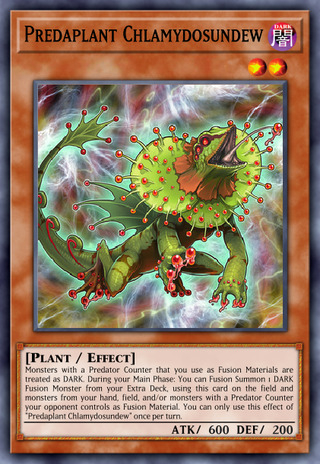 Predaplant Chlamydosundew
DARK
闇
[Plant / Effect]
Monsters with a Predator Counter that you use as Fusion Materials are
treated as DARK. During your Main Phase: You can Fusion Summon 1 DARK
Fusion Monster from your Extra Deck, using this card on the field and
monsters from your hand, field, and/or monsters with a Predator Counter
your opponent controls as Fusion Material. You can only use this effect of
"Predaplant Chlamydosundew" once per turn.
ATK/ 600 DEF/ 200